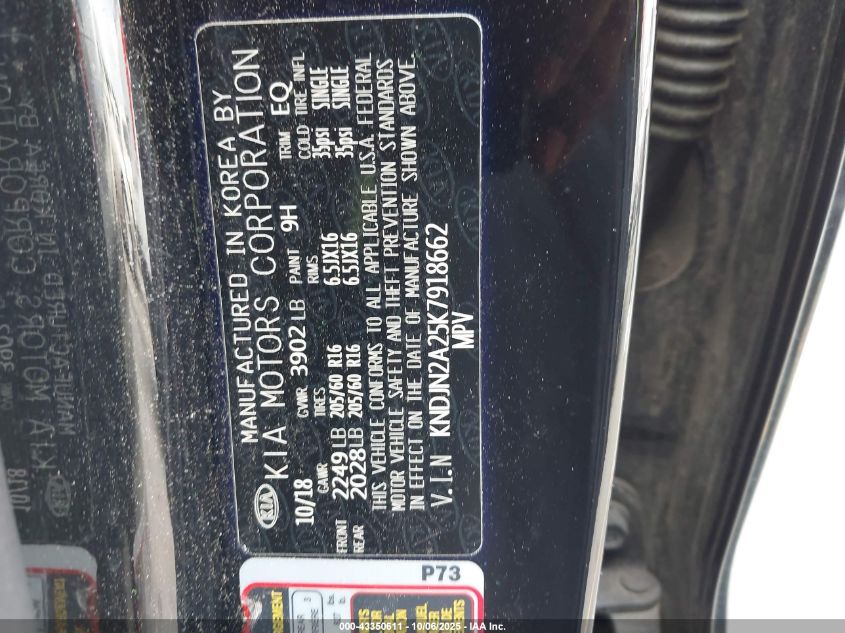 MANUFACTURED IN KOREA BY
KIA KIA MOTORS CORPORATION
10/18 GVWR 3902 LB PAINT 9H TRIM EQ
GAWR TIRES RIMS COLD TIRE INFL
FRONT 2249 LB 205/60 R16 6.5JX16 35psi SINGLE
REAR 2028 LB 205/60 R16 6.5JX16 35psi SINGLE
THIS VEHICLE CONFORMS TO ALL APPLICABLE U.S.A. FEDERAL
MOTOR VEHICLE SAFETY AND THEFT PREVENTION STANDARDS
IN EFFECT ON THE DATE OF MANUFACTURE SHOWN ABOVE.
V.I.N KNDJN2A25K7918662
MPV
P73
000-43350611 - 10/06/2025 - IAA Inc.